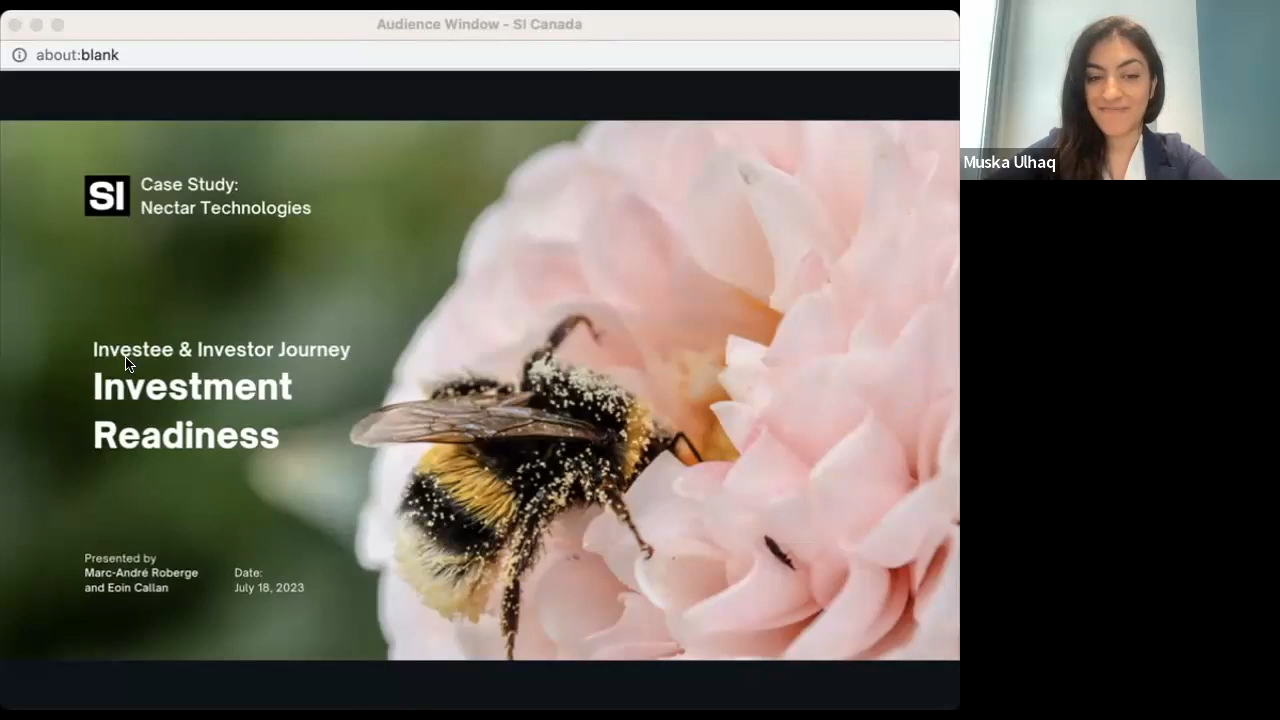 Audience Window - SI Canada
about:blank
SI
Case Study:
Nectar Technologies
Investee & Investor Journey
Investment
Readiness
Presented by
Marc-André Roberge
and Eoin Callan
Date:
July 18, 2023
Muska Ulhaq